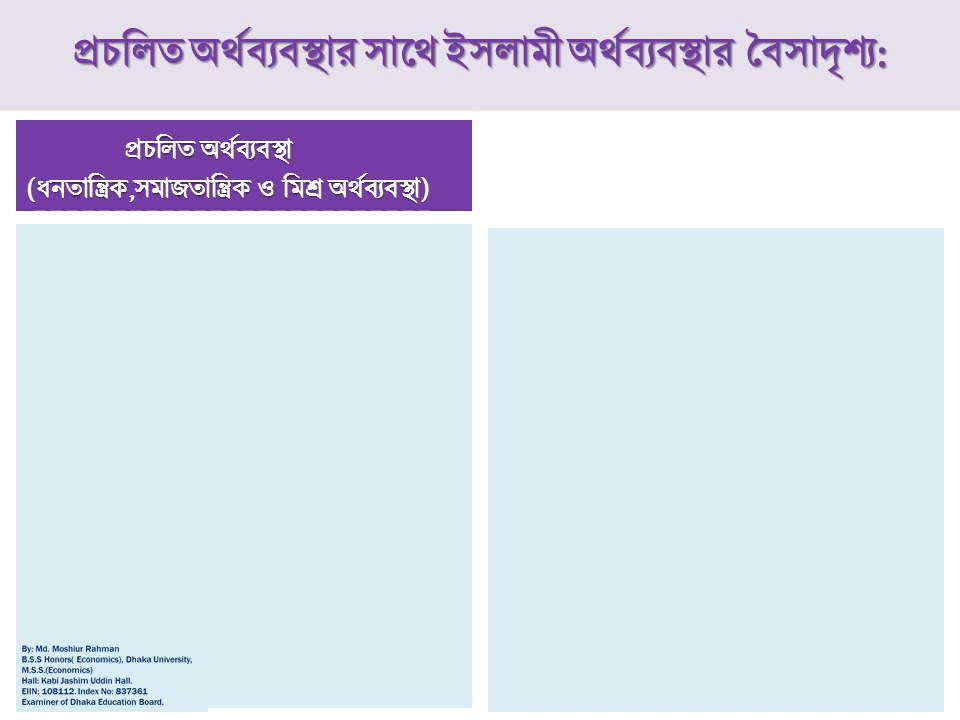 প্রচলিত অর্থব্যবস্থার সাথে ইসলামী অর্থব্যবস্থার বৈসাদৃশ্য:
প্রচলিত অর্থব্যবস্থা
(ধনতান্ত্রিক,সমাজতান্ত্রিক ও মিশ্র অর্থব্যবস্থা)
By: Md. Moshiur Rahman
B.S.S Honors( Economics), Dhaka University,
M.S.S.(Economics)
Hall: Kabi Jashim Uddin Hall.
EIIN: 108112. Index No: 837361
Examiner of Dhaka Education Board.